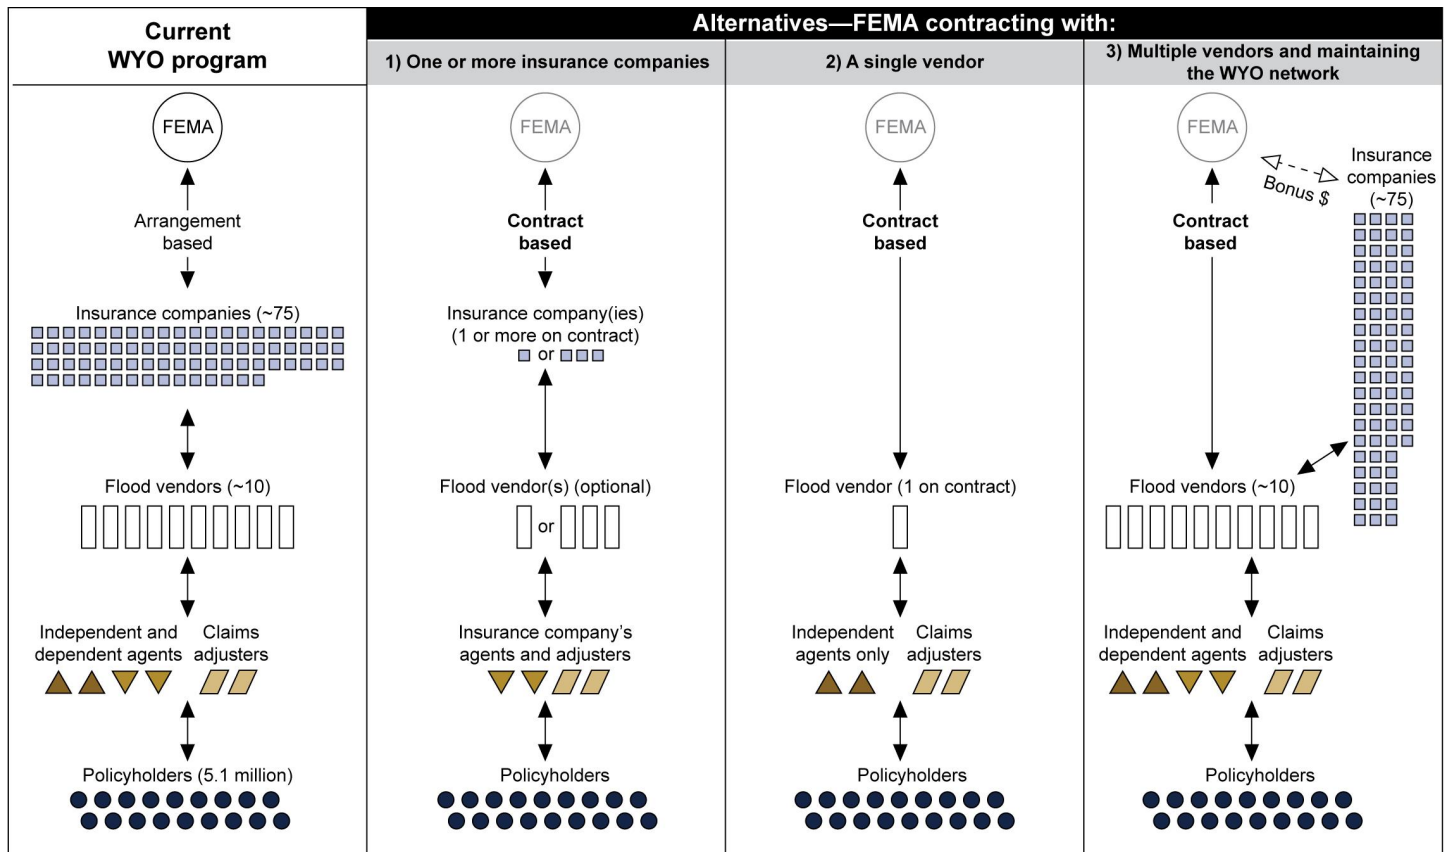 Current
WYO program
Alternatives—FEMA contracting with:
1) One or more insurance companies
2) A single vendor
3) Multiple vendors and maintaining
the WYO network
FEMA
Arrangement
based
Insurance companies (~75)
Flood vendors (~10)
Independent and
dependent agents
Claims
adjusters
Policyholders (5.1 million)
FEMA
Contract
based
Insurance company(ies)
(1 or more on contract)
or
Flood vendor(s) (optional)
or
Insurance company’s
agents and adjusters
Policyholders
FEMA
Contract
based
Flood vendor (1 on contract)
Independent
agents only
Claims
adjusters
Policyholders
FEMA
Bonus $
Insurance
companies
(~75)
Contract
based
Flood vendors (~10)
Independent and
dependent agents
Claims
adjusters
Policyholders